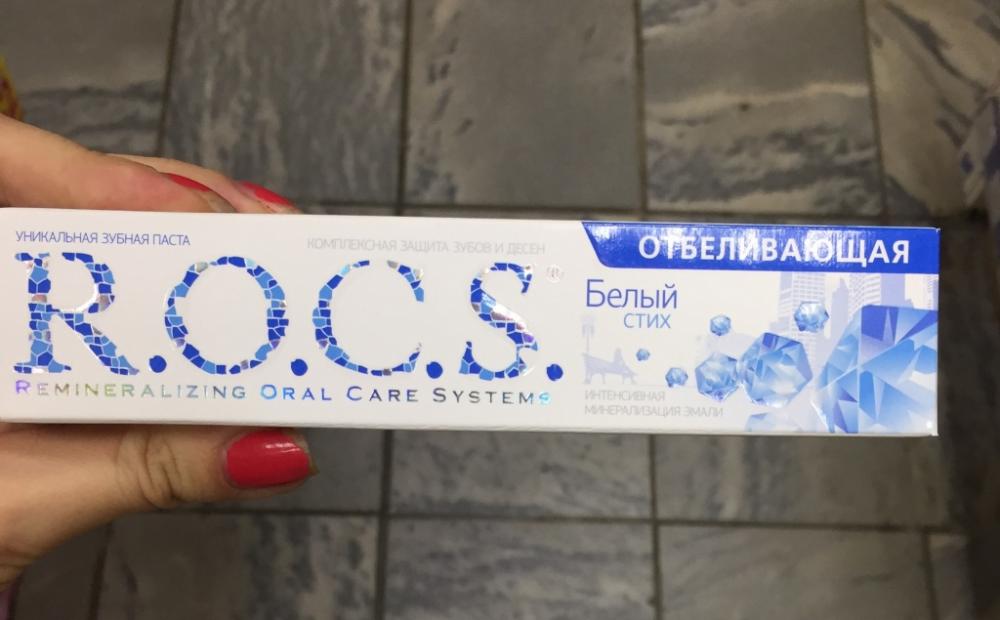 УНИКАЛЬНАЯ ЗУБНАЯ ПАСТА
КОМПЛЕКСНАЯ ЗАЩИТА ЗУБОВ И ДЕСЕН
R.O.C.S.®
REMINERALIZING ORAL CARE SYSTEMS
ОТБЕЛИВАЮЩАЯ
Белый
СТИХ
ИНТЕНСИВНАЯ
МИНЕРАЛИЗАЦИЯ ЭМАЛИ